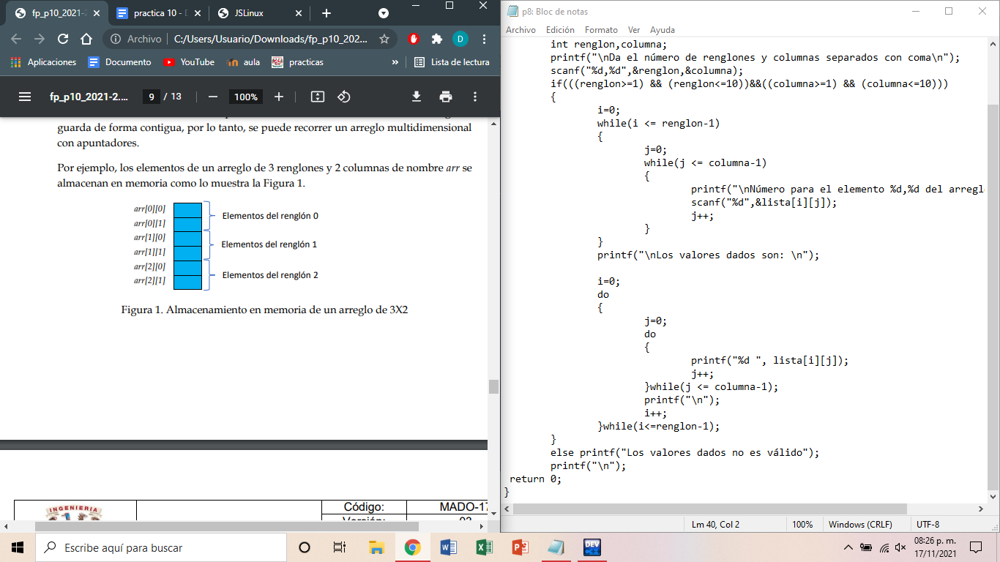 fp_p10_2021-2
practica 10 - D
JSLinux
Archivo
C:/Users/Usuario/Downloads/fp_p10_202...
D
Aplicaciones
Documento
YouTube
aula
practicas
»
Lista de lectura
fp_p10_2021-2....
9 / 13
100%
guarda de forma contigua, por lo tanto, se puede recorrer un arreglo multidimensional
con apuntadores.
Por ejemplo, los elementos de un arreglo de 3 renglones y 2 columnas de nombre arr se
almacenan en memoria como lo muestra la Figura 1.
arr[0][0]
arr[0][1]
Elementos del renglón 0
arr[1][0]
arr[1][1]
Elementos del renglón 1
arr[2][0]
arr[2][1]
Elementos del renglón 2
Figura 1. Almacenamiento en memoria de un arreglo de 3X2
INGENIERIA
Código:
MADO-17
Versión:
03
p8: Bloc de notas
Archivo Edición Formato Ver Ayuda
int renglon,columna;
printf("\nDa el número de renglones y columnas separados con coma\n");
scanf("%d,%d",&renglon,&columna);
if(((renglon>=1) && (renglon<=10))&&((columna>=1) && (columna<=10)))
{
i=0;
while(i <= renglon-1)
{
j=0;
while(j <= columna-1)
{
printf("\nNúmero para el elemento %d,%d del arregl
scanf("%d",&lista[i][j]);
j++;
}
}
printf("\nLos valores dados son: \n");
i=0;
do
{
j=0;
do
{
printf("%d ", lista[i][j]);
j++;
}while(j <= columna-1);
printf("\n");
i++;
}while(i<=renglon-1);
}
else printf("Los valores dados no es válido");
printf("\n");
return 0;
}
Lm 40, Col 2
100%
Windows (CRLF)
UTF-8
Escribe aquí para buscar
DEV
08:26 p. m.
17/11/2021